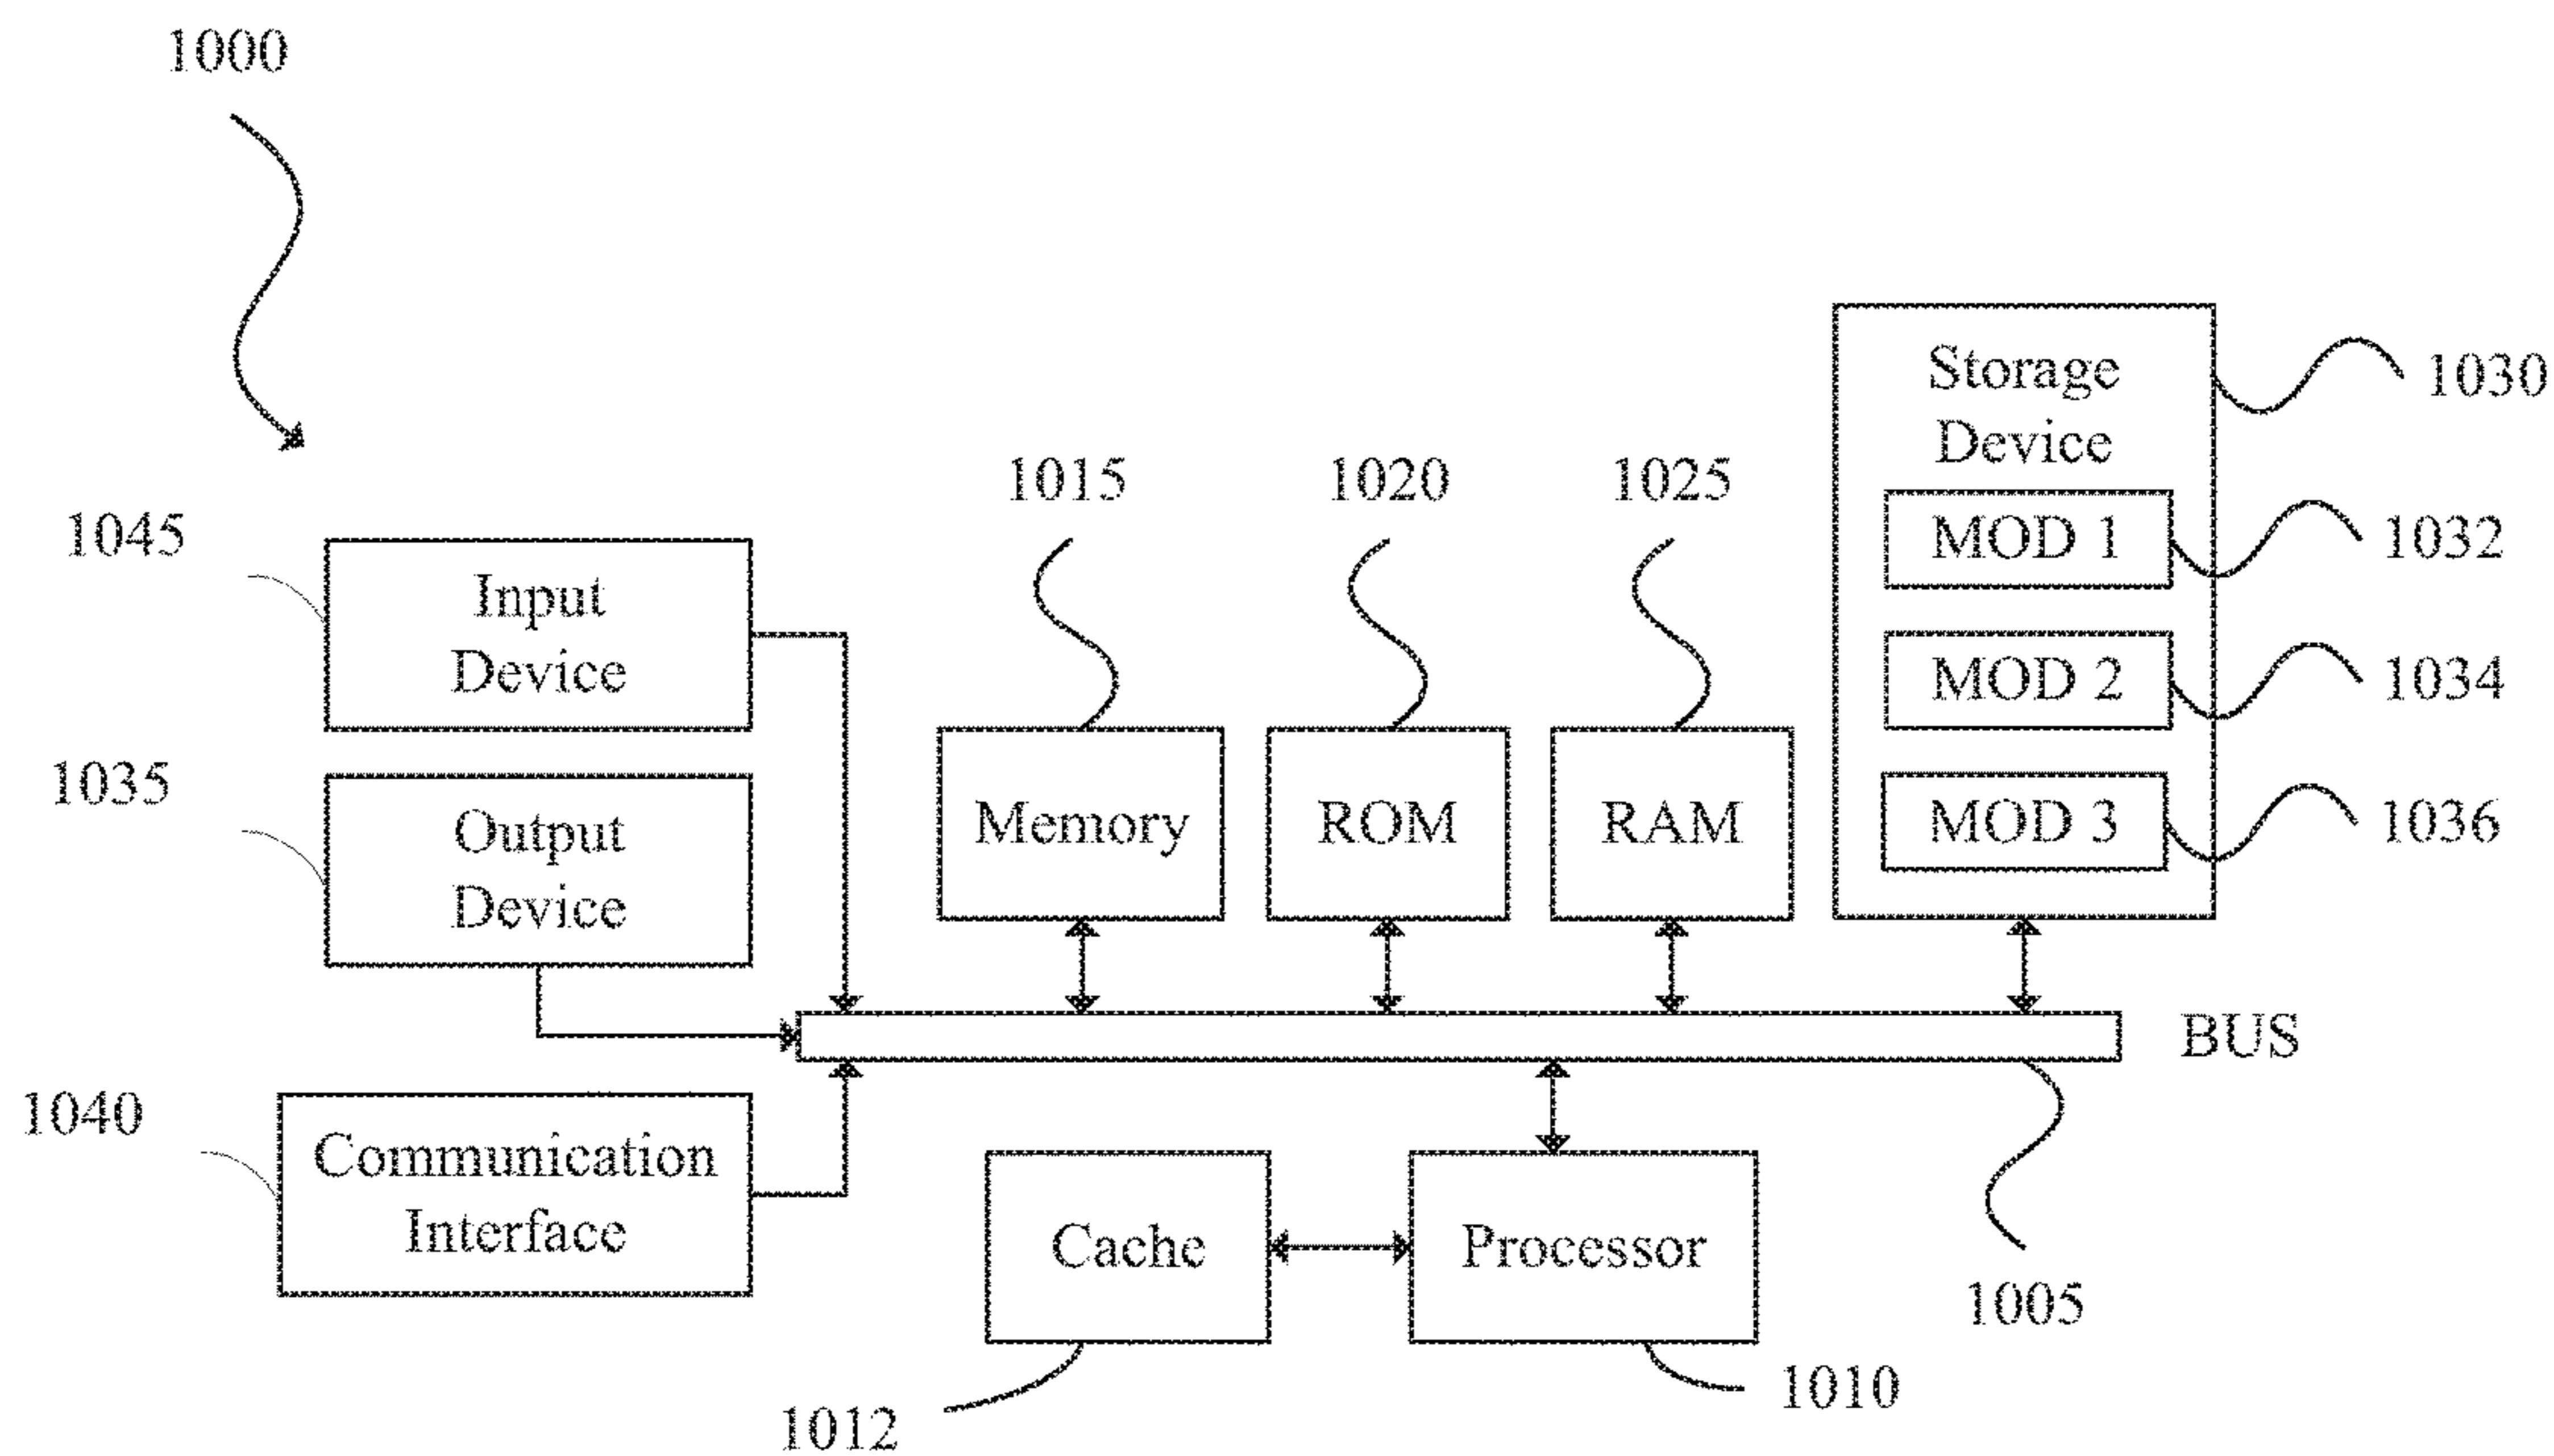 1000
Storage
Device
1030
1015
1020
1025
MOD 1
1032
1045
Input
Device
MOD 2
1034
1035
Output
Device
Memory
ROM
RAM
MOD 3
1036
BUS
1040
Communication
Interface
Cache
Processor
1005
1012
1010